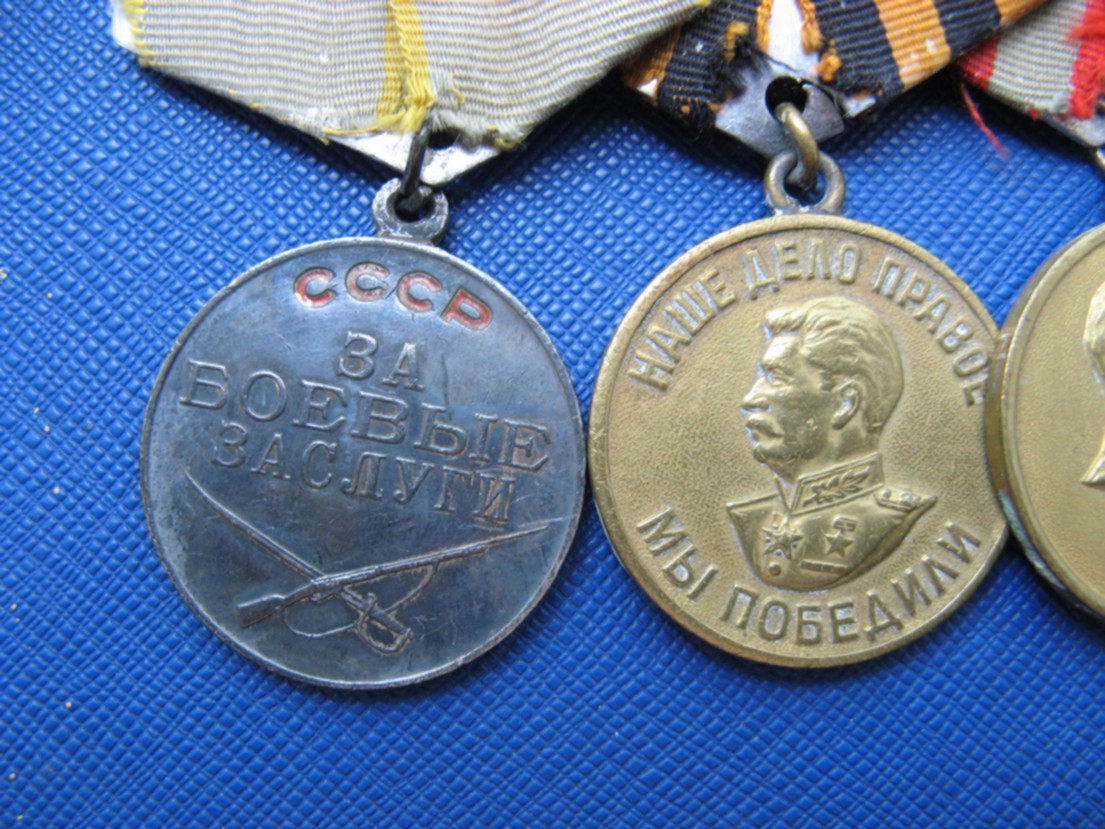 СССР
ЗА
БОЕВЫЕ
ЗАСЛУГИ
НАШЕ ДЕЛО ПРАВОЕ
МЫ ПОБЕДИЛИ